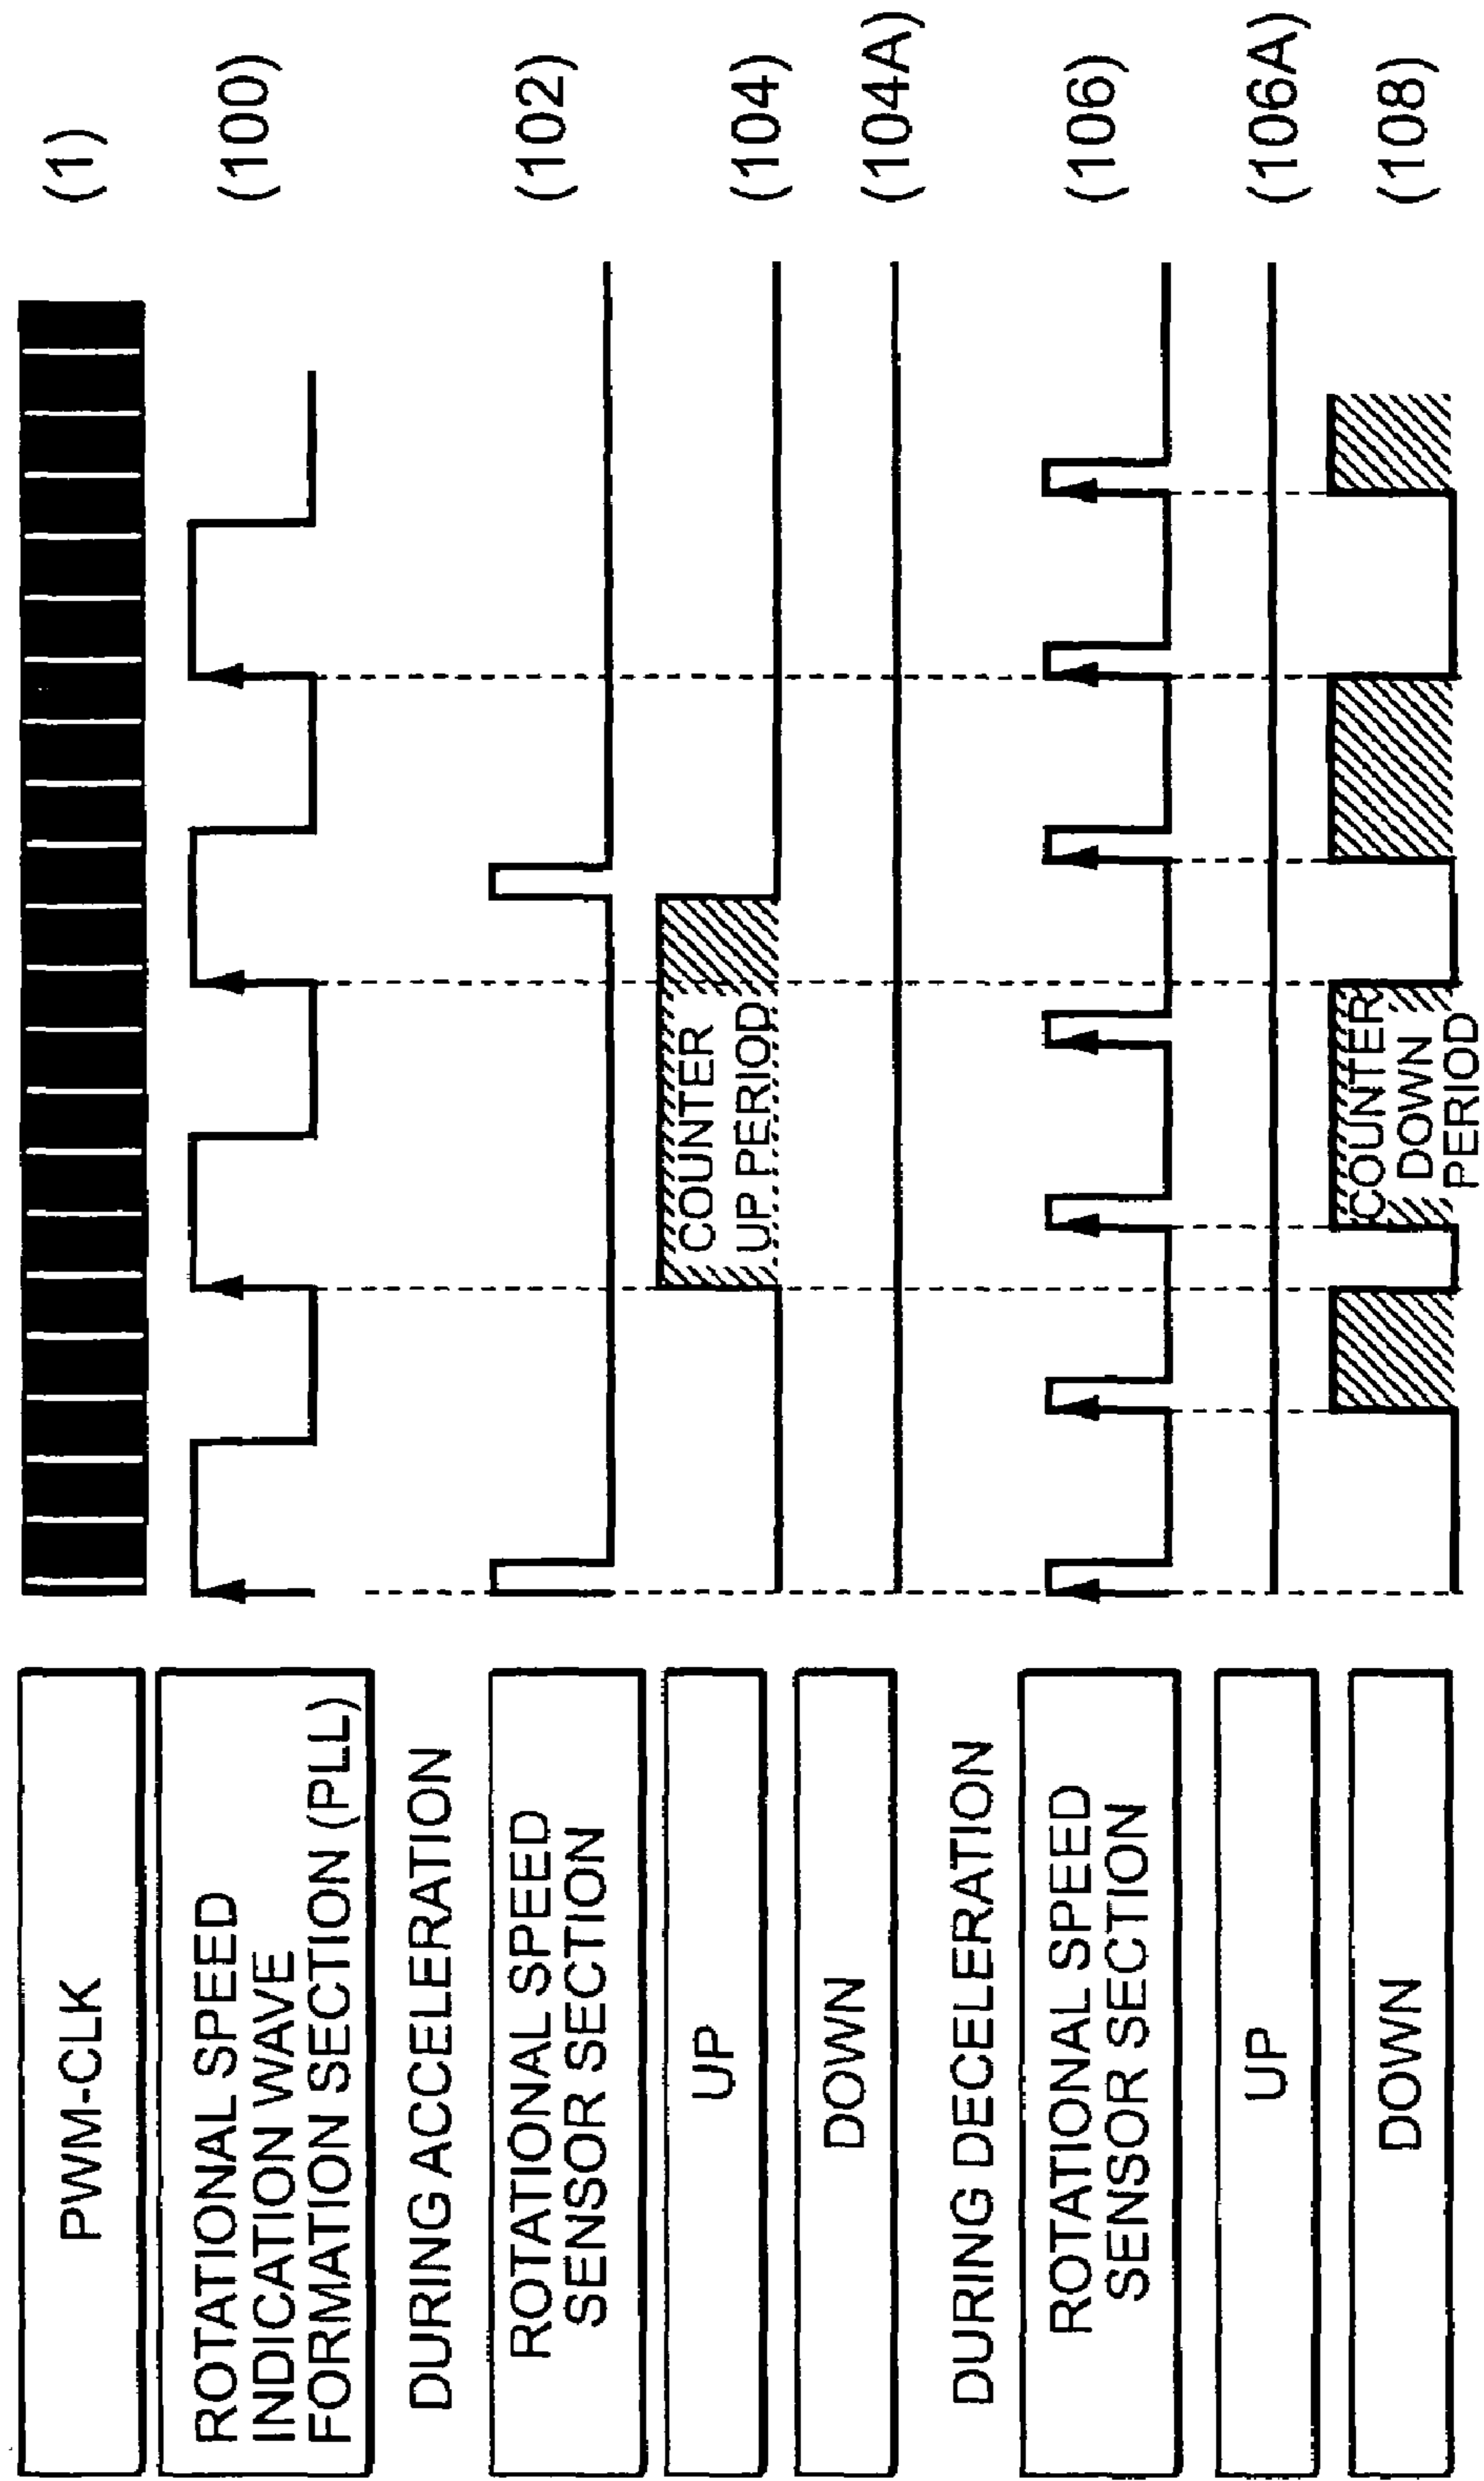 PWM-CLK
(1)
ROTATIONAL SPEED
INDICATION WAVE
FORMATION SECTION (PLL)
(100)
DURING ACCELERATION
ROTATIONAL SPEED
SENSOR SECTION
(102)
UP
COUNTER
UP PERIOD
(104)
DOWN
(104A)
DURING DECELERATION
ROTATIONAL SPEED
SENSOR SECTION
(106)
UP
(106A)
DOWN
COUNTER
DOWN
PERIOD
(108)